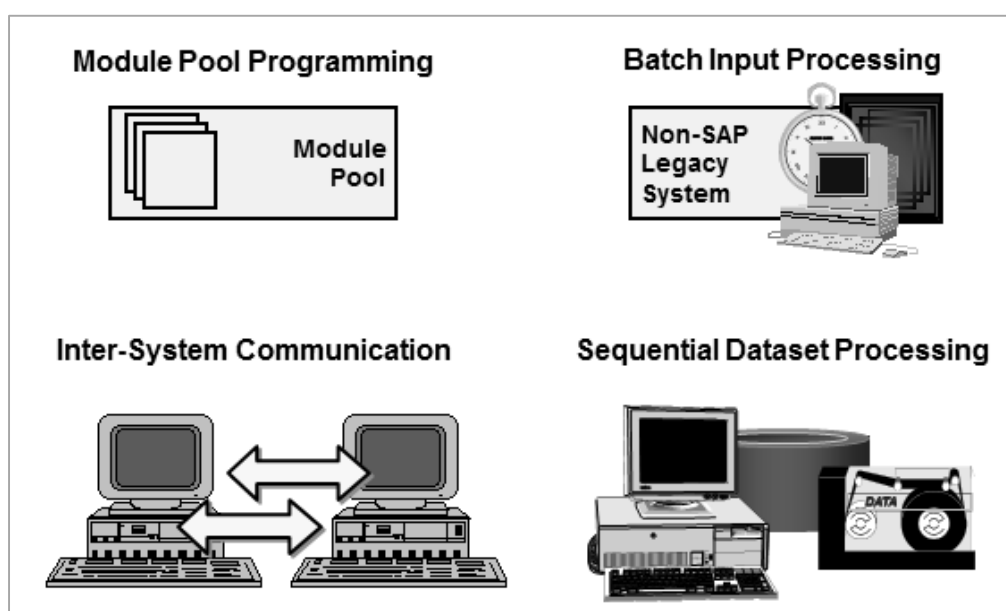 Module Pool Programming
Module
Pool
Batch Input Processing
Non-SAP
Legacy
System
Inter-System Communication
Sequential Dataset Processing
DATA